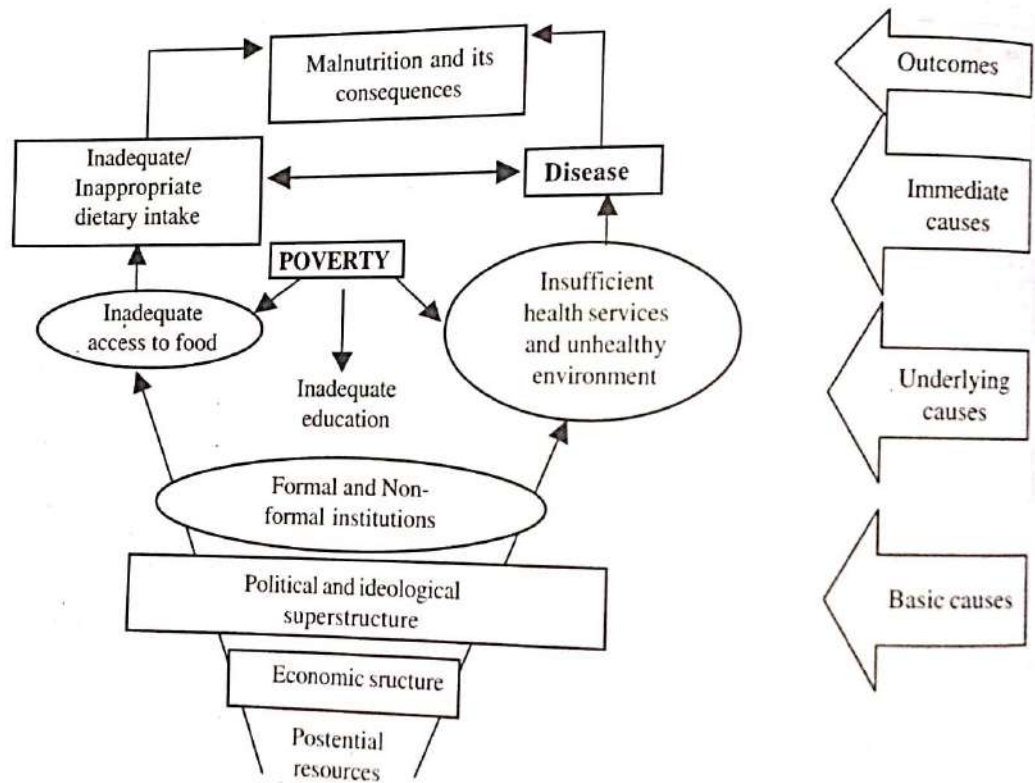 Malnutrition and its
consequences
Outcomes
Inadequate/
Inappropriate
dietary intake
Disease
Immediate
causes
POVERTY
Inadequate
access to food
Insufficient
health services
and unhealthy
environment
Inadequate
education
Underlying
causes
Formal and Non-
formal institutions
Political and ideological
superstructure
Basic causes
Economic sructure
Postential
resources